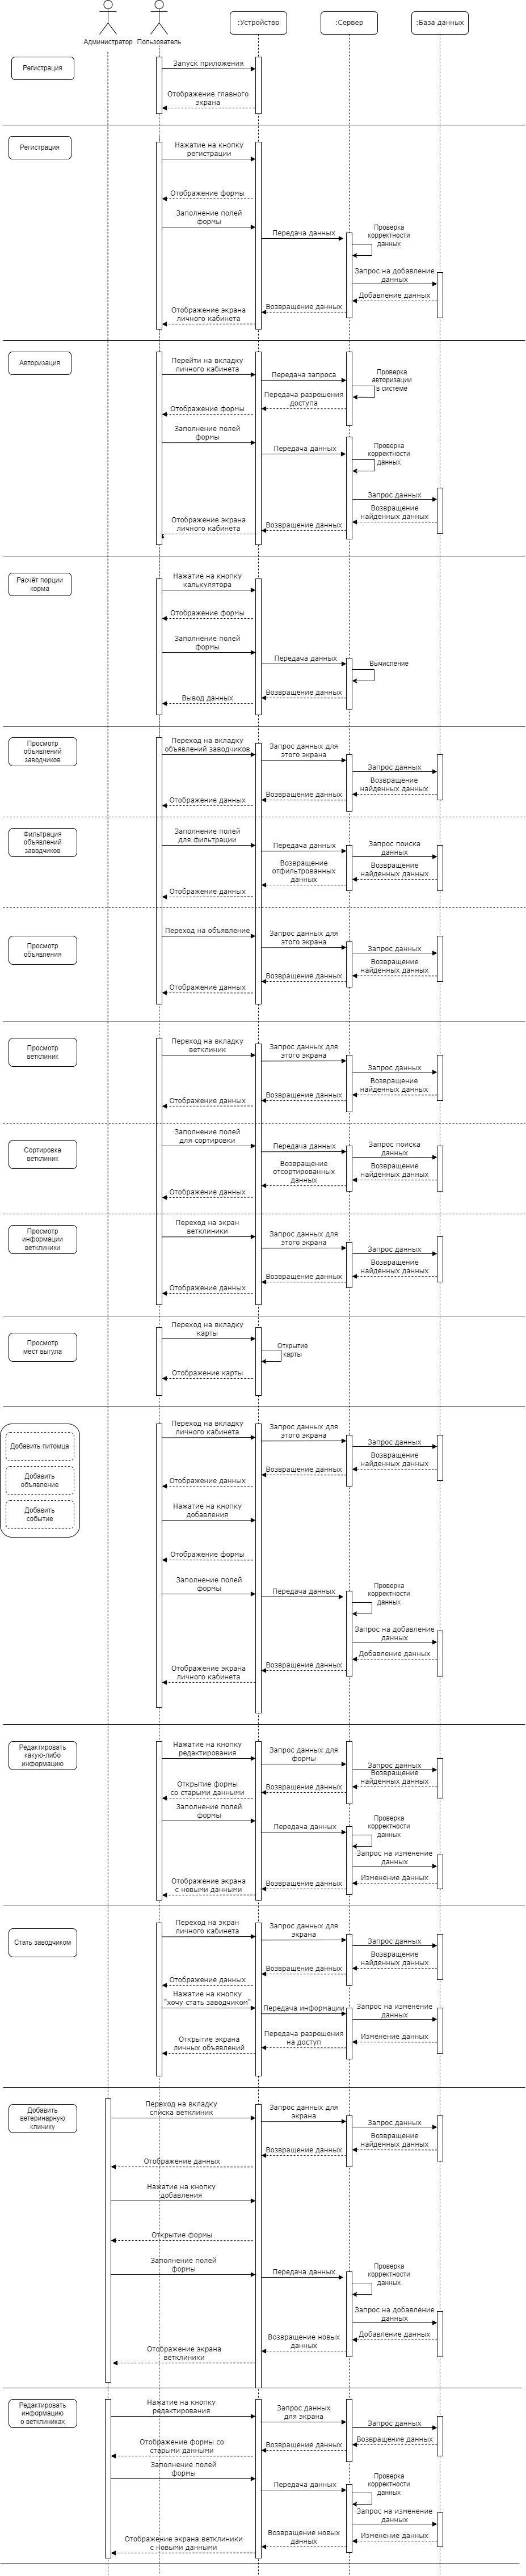 :Устройство
:Сервер
:База данных
Администратор
Пользователь
Регистрация
Запуск приложения
Отображение главного
экрана
Регистрация
Нажатие на кнопку
регистрации
Отображение формы
Заполнение полей
формы
Передача данных
Проверка
корректности
данных
Запрос на добавление
данных
Добавление данных
Возвращение данных
Отображение экрана
личного кабинета
Авторизация
Перейти на вкладку
личного кабинета
Передача запроса
Проверка
авторизации
в системе
Передача разрешения
доступа
Отображение формы
Заполнение полей
формы
Передача данных
Проверка
корректности
данных
Запрос данных
Возвращение
найденных данных
Возвращение данных
Отображение экрана
личного кабинета
Расчёт порции
корма
Нажатие на кнопку
калькулятора
Отображение формы
Заполнение полей
формы
Передача данных
Вычисление
Возвращение данных
Вывод данных
Просмотр
объявлений
заводчиков
Переход на вкладку
объявлений заводчиков
Запрос данных для
этого экрана
Запрос данных
Возвращение
найденных данных
Возвращение данных
Отображение данных
Фильтрация
объявлений
заводчиков
Заполнение полей
для фильтрации
Передача данных
Запрос поиска
данных
Возвращение
отфильтрованных
данных
Возвращение
найденных данных
Отображение данных
Просмотр
объявления
Переход на объявление
Запрос данных для
этого экрана
Запрос данных
Возвращение
найденных данных
Возвращение данных
Отображение данных
Просмотр
ветклиник
Переход на вкладку
ветклиник
Запрос данных для
этого экрана
Запрос данных
Возвращение
найденных данных
Возвращение данных
Отображение данных
Сортировка
ветклиник
Заполнение полей
для сортировки
Передача данных
Запрос поиска
данных
Возвращение
отсортированных
данных
Возвращение
найденных данных
Отображение данных
Просмотр
информации
ветклиники
Переход на экран
ветклиники
Запрос данных для
этого экрана
Запрос данных
Возвращение
найденных данных
Возвращение данных
Отображение данных
Просмотр
мест выгула
Переход на вкладку
карты
Открытие
карты
Отображение карты
Добавить питомца
Добавить
объявление
Добавить
событие
Переход на вкладку
личного кабинета
Запрос данных для
этого экрана
Запрос данных
Возвращение
найденных данных
Возвращение данных
Отображение данных
Нажатие на кнопку
добавления
Отображение формы
Заполнение полей
формы
Передача данных
Проверка
корректности
данных
Запрос на добавление
данных
Добавление данных
Возвращение данных
Отображение экрана
личного кабинета
Редактировать
какую-либо
информацию
Нажатие на кнопку
редактирования
Запрос данных для
формы
Запрос данных
Возвращение
найденных данных
Возвращение данных
Открытие формы
со старыми данными
Заполнение полей
формы
Передача данных
Проверка
корректности
данных
Запрос на изменение
данных
Изменение данных
Возвращение данных
Отображение экрана
с новыми данными
Стать заводчиком
Переход на экран
личного кабинета
Запрос данных для
экрана
Запрос данных
Возвращение
найденных данных
Возвращение данных
Отображение данных
Нажатие на кнопку
"хочу стать заводчиком"
Передача информации
Запрос на изменение
данных
Изменение данных
Передача разрешения
на доступ
Открытие экрана
личных объявлений
Добавить
ветеринарную
клинику
Переход на вкладку
списка ветклиник
Запрос данных для
экрана
Запрос данных
Возвращение
найденных данных
Возвращение данных
Отображение данных
Нажатие на кнопку
добавления
Открытие формы
Заполнение полей
формы
Передача данных
Проверка
корректности
данных
Запрос на добавление
данных
Добавление данных
Возвращение новых
данных
Отображение экрана
ветклиники
Редактировать
информацию
о ветклиниках
Нажатие на кнопку
редактирования
Запрос данных
для экрана
Запрос данных
Возвращение данных
Возвращение данных
Отображение формы со
старыми данными
Заполнение полей
формы
Передача данных
Проверка
корректности
данных
Запрос на изменение
данных
Изменение данных
Возвращение новых
данных
Отображение экрана ветклиники
с новыми данными